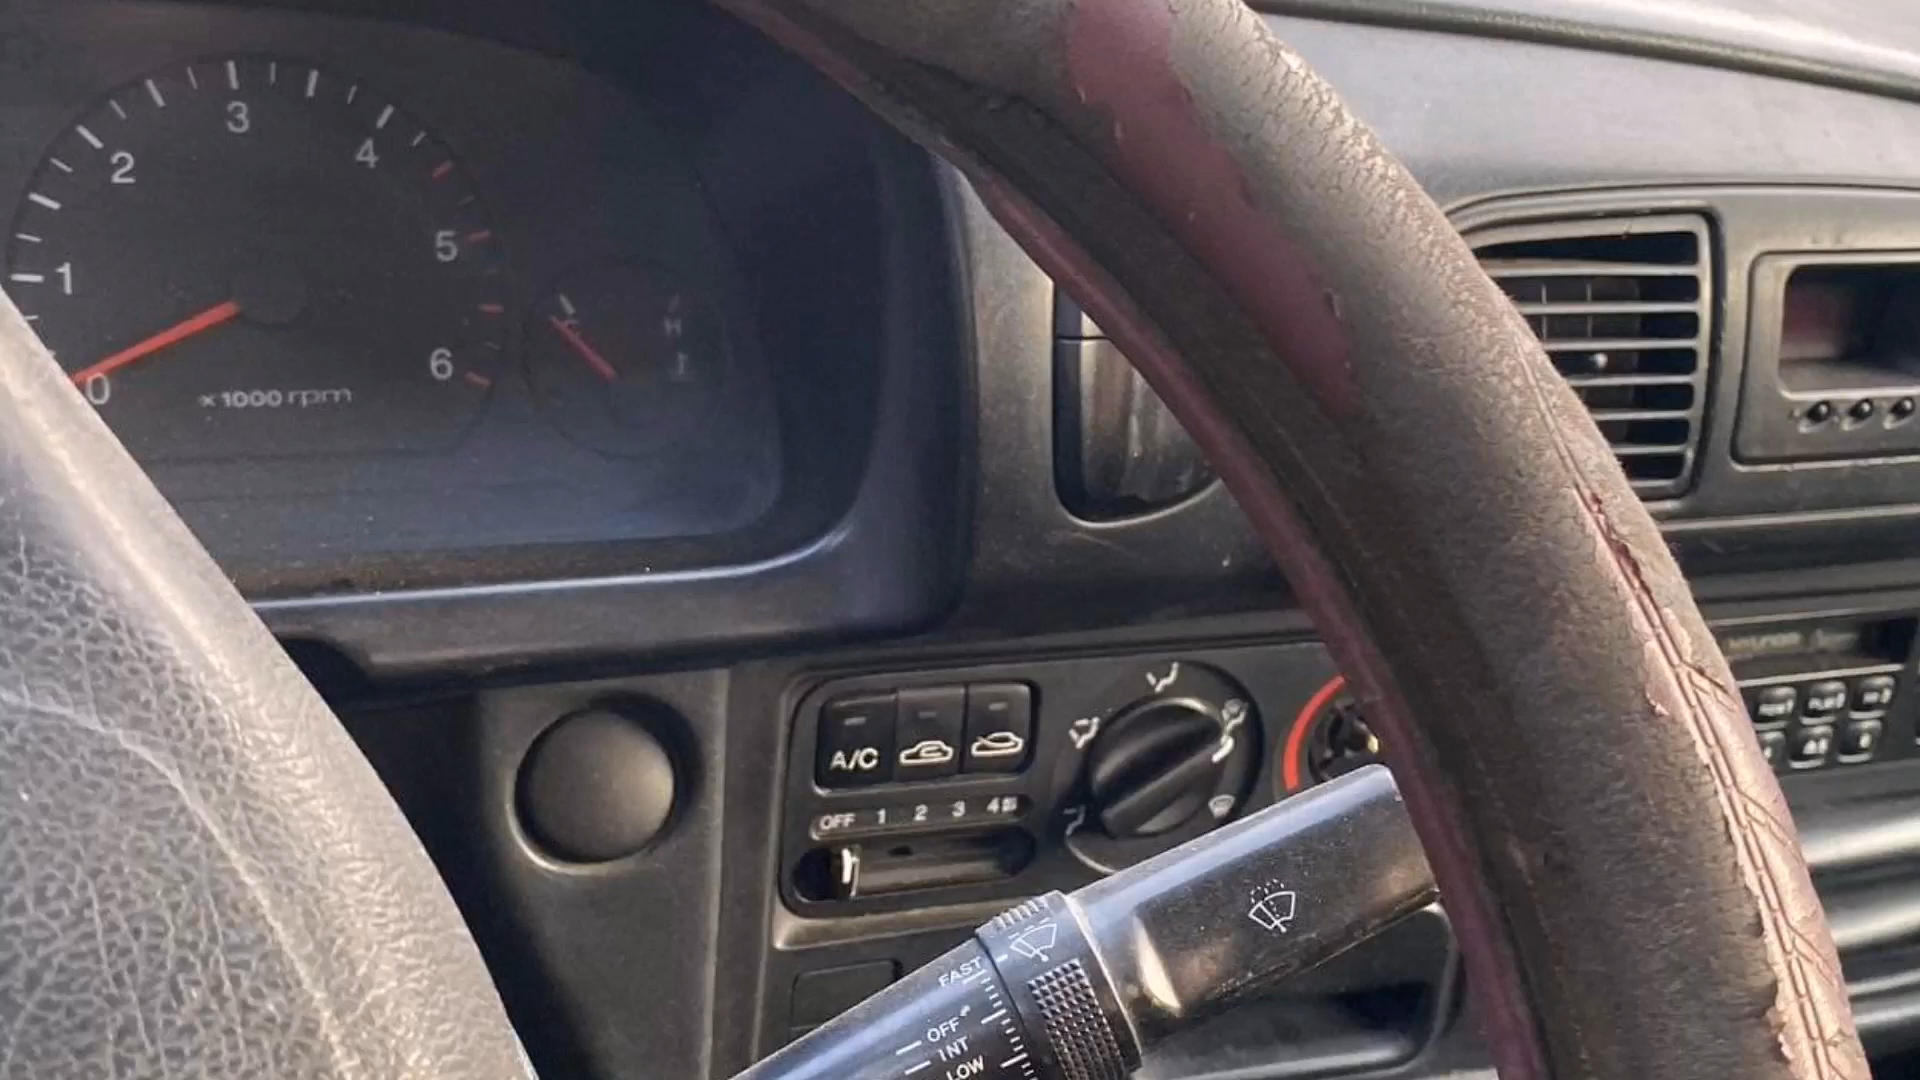 3
2
4
1
5
0
6
x1000 rpm
H
A/C
OFF 1 2 3 4
FAST
OFF
INT
LOW